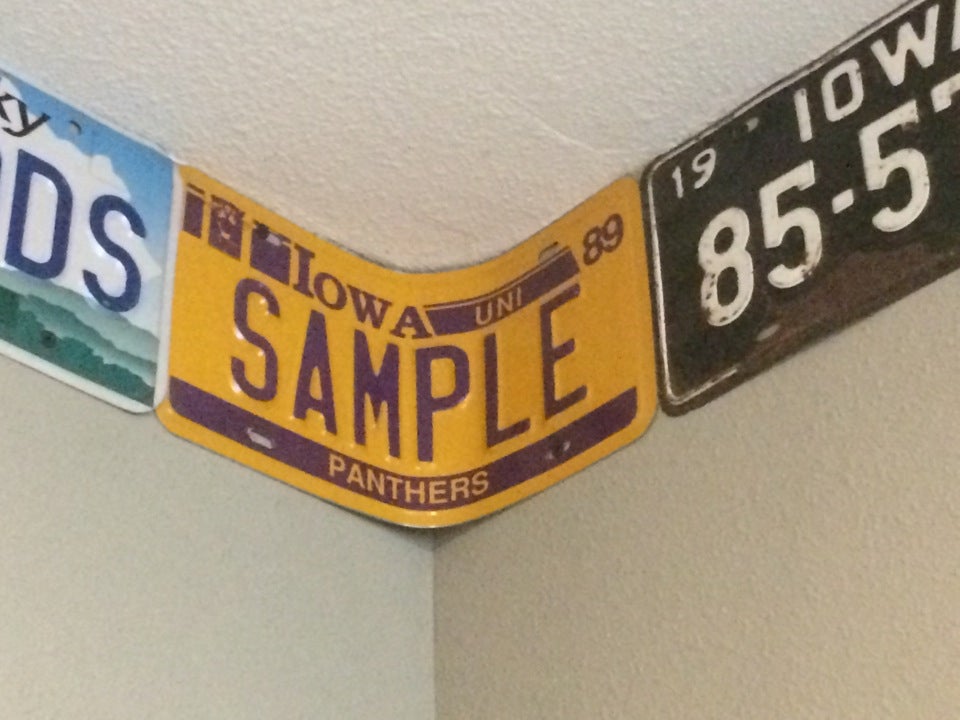 ky
DS
IOWA UNI 89
SAMPLE
PANTHERS
19 IOWA
85-5